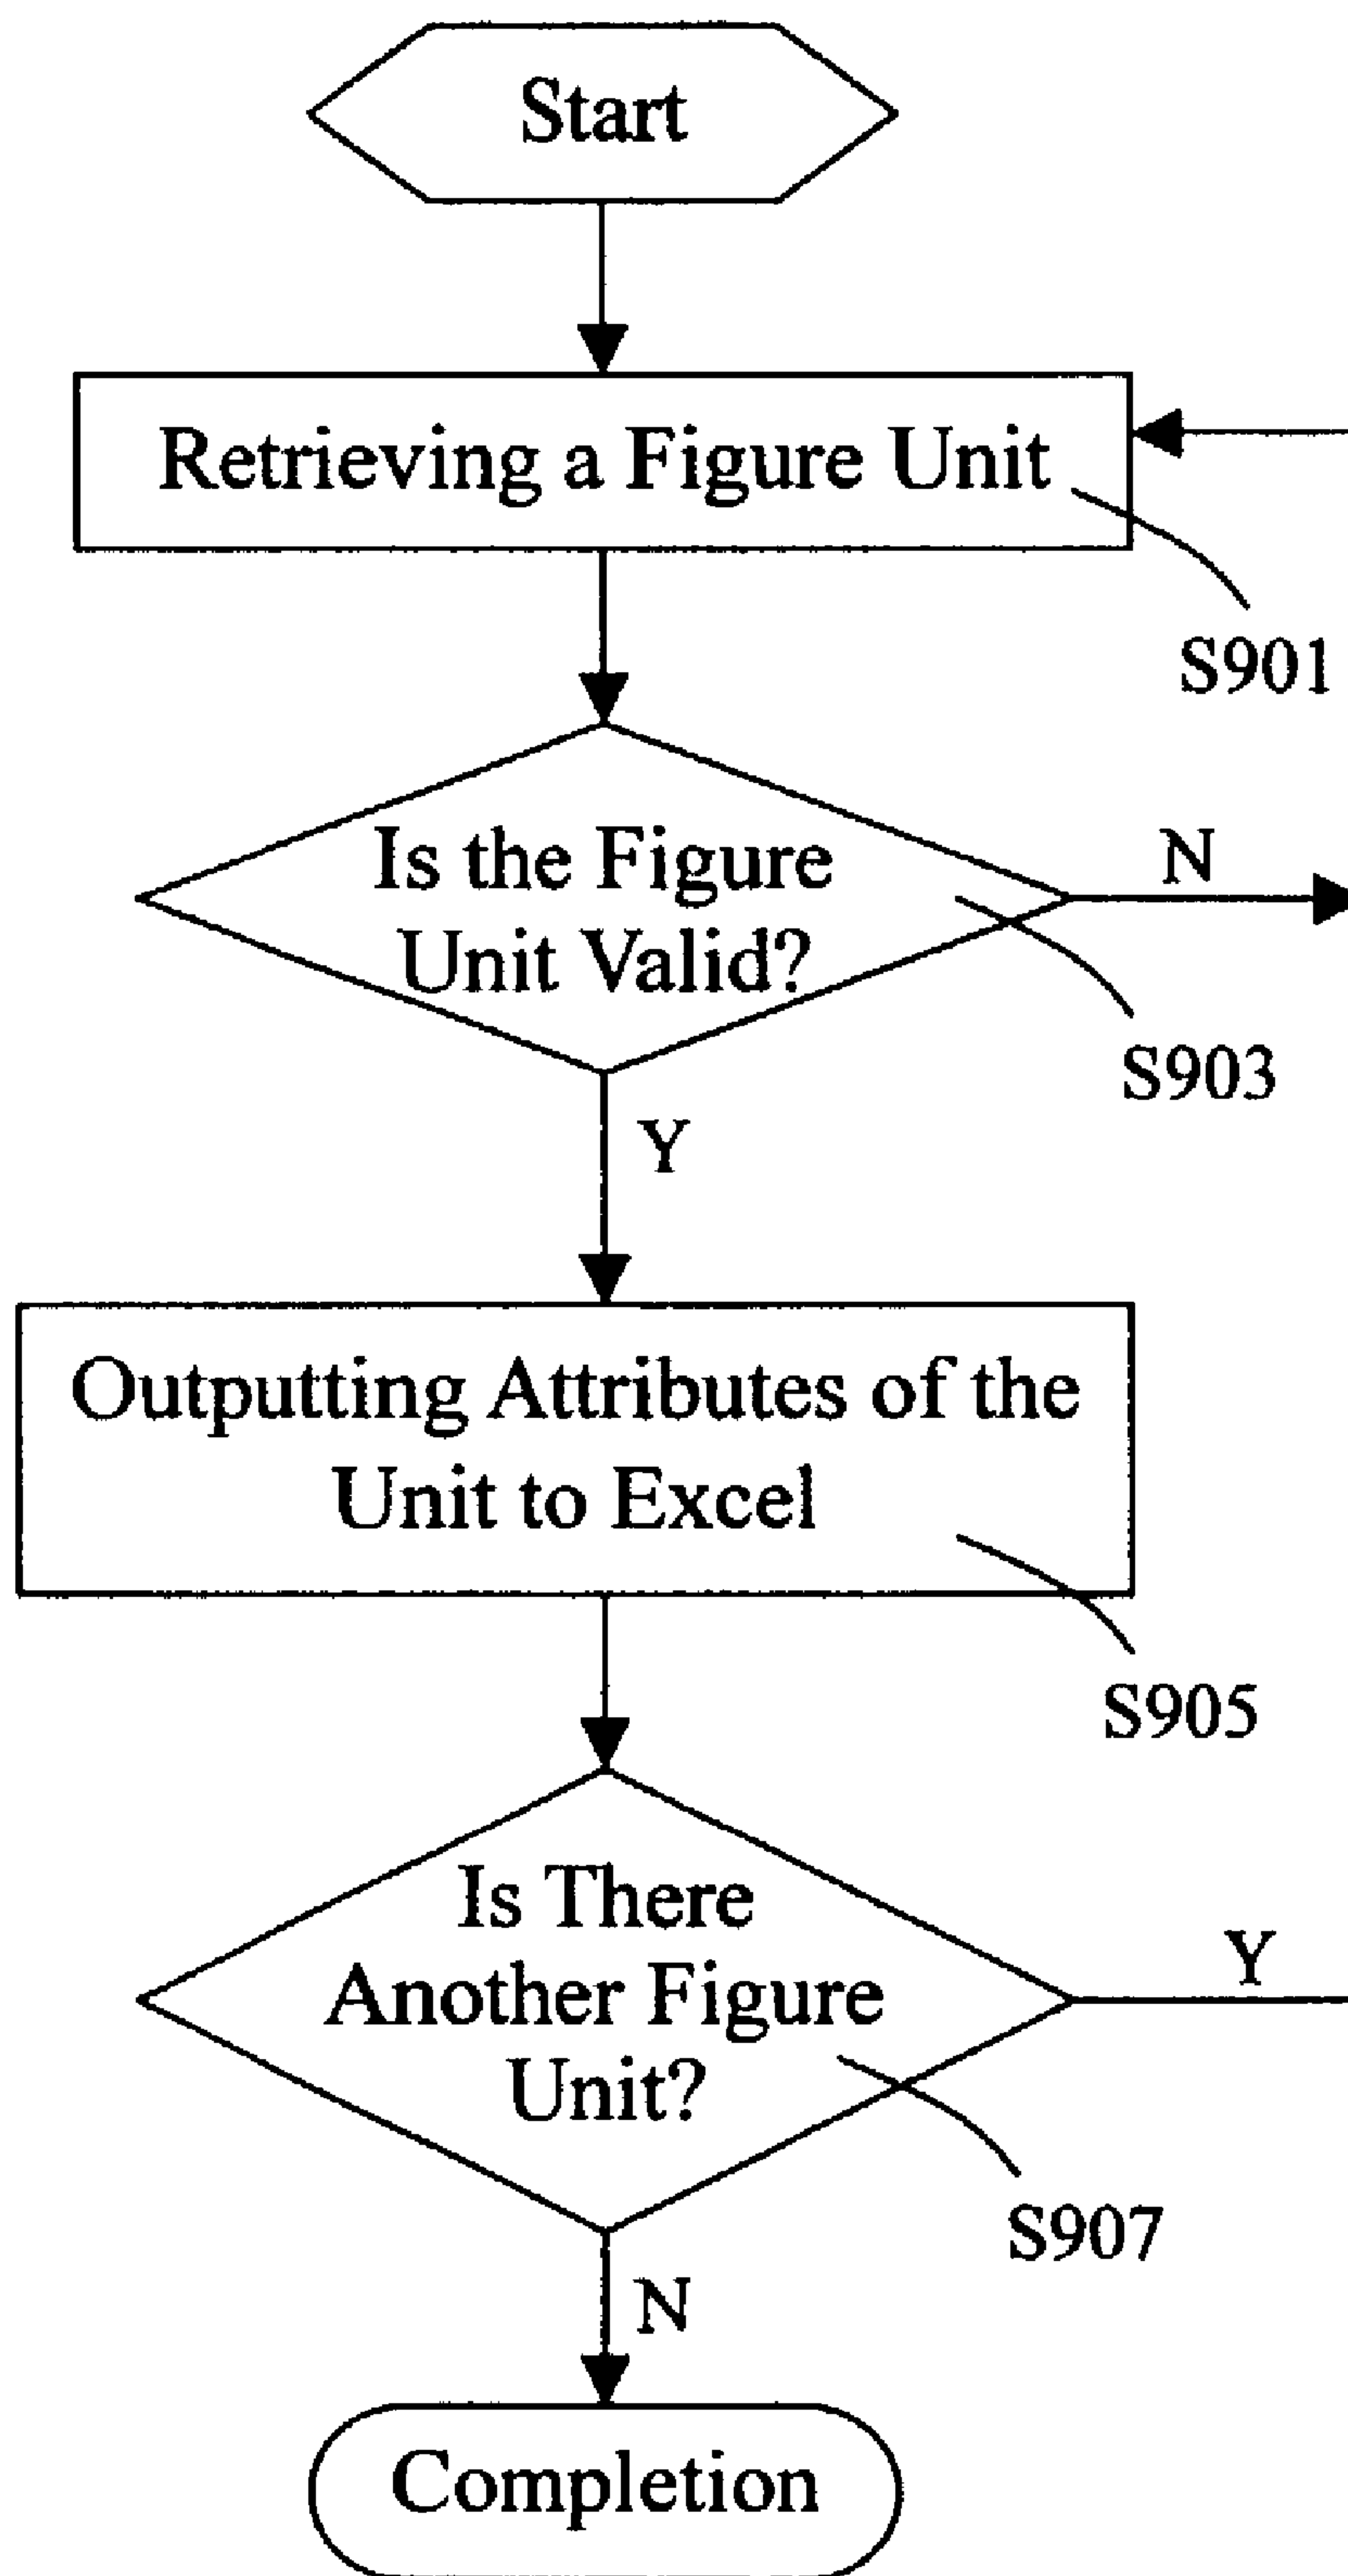 Start
Retrieving a Figure Unit
S901
Is the Figure
Unit Valid?
N
S903
Y
Outputting Attributes of the
Unit to Excel
S905
Is There
Another Figure
Unit?
Y
S907
N
Completion